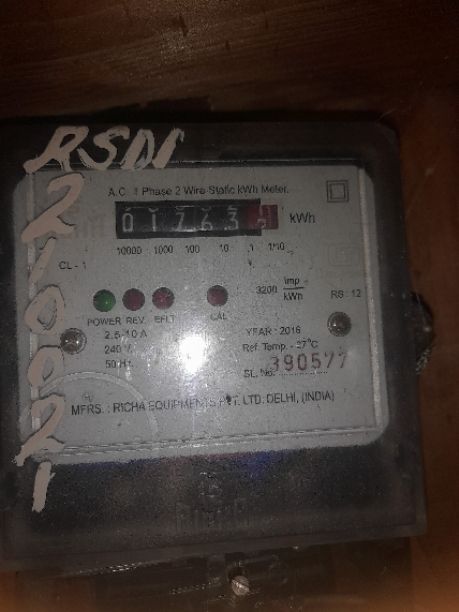 RSDN
210021
A.C. 1 Phase 2 Wire Static kWh Meter.
01763 kWh
10000 1000 100 10 1 1/10
CL - 1
3200 imp/kWh
RS : 12
POWER REV. EFLT CAL
2.5-10 A
240 V
50 Hz
YEAR : 2016
Ref. Temp. - 27°C
SL. No. 390577
MFRS. : RICHA EQUIPMENTS PVT. LTD. DELHI, (INDIA)